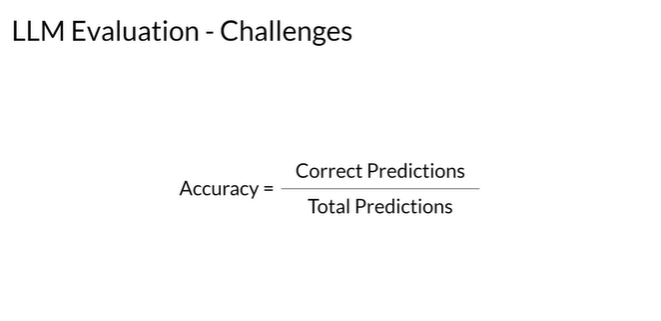 LLM Evaluation - Challenges
Accuracy =
Correct Predictions
Total Predictions